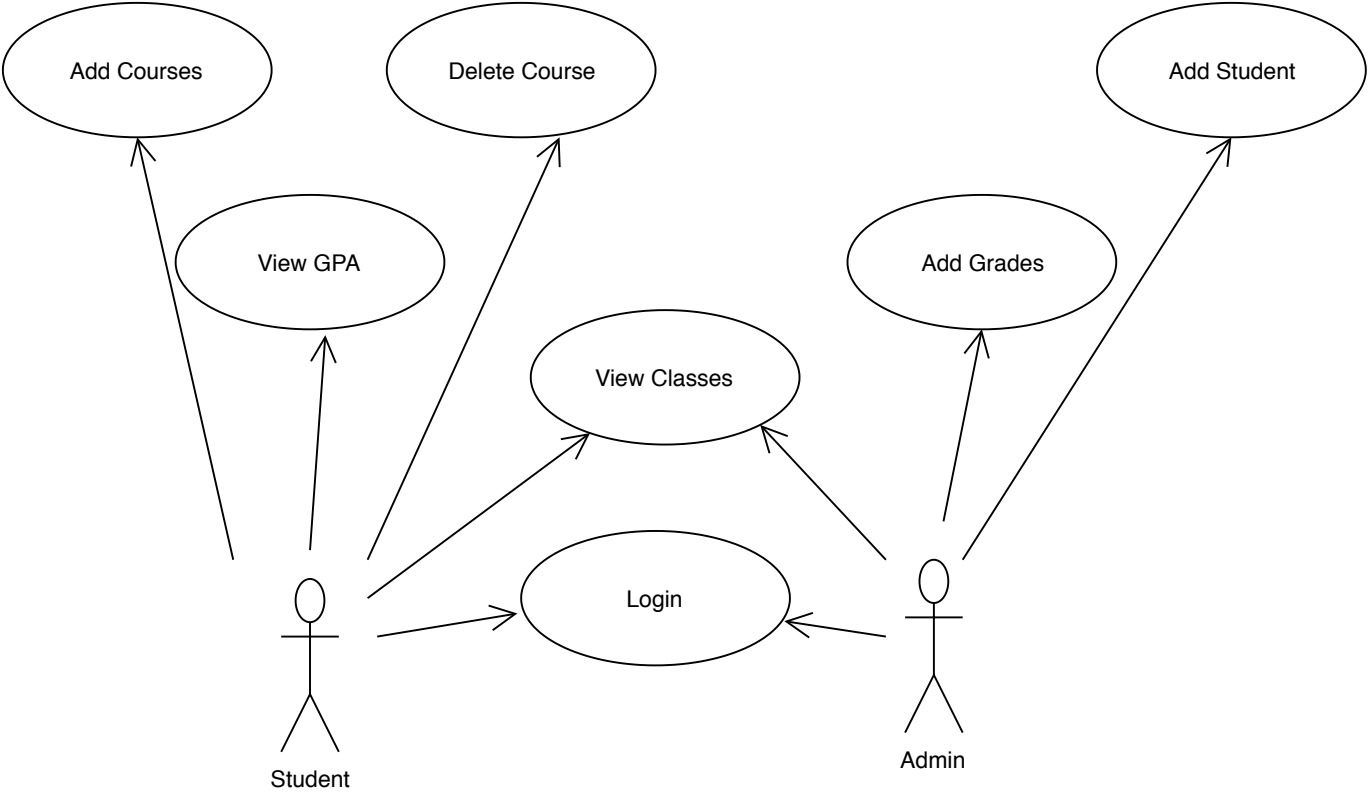 Add Courses
Delete Course
Add Student
View GPA
Add Grades
View Classes
Login
Admin
Student